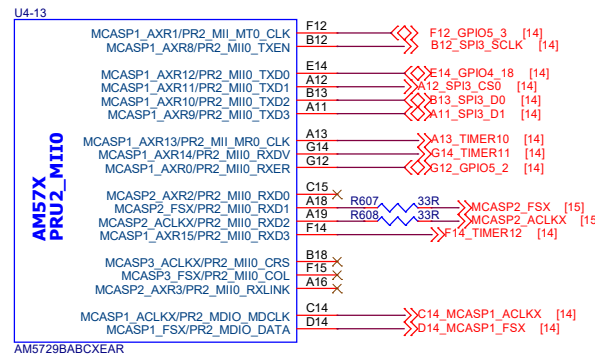 U4-13
MCASP1_AXR1/PR2_MII_MT0_CLK F12 F12_GPIO5_3 [14]
MCASP1_AXR8/PR2_MII0_TXEN B12 B12_SPI3_SCLK [14]
MCASP1_AXR12/PR2_MII0_TXD0 E14 E14_GPIO4_18 [14]
MCASP1_AXR11/PR2_MII0_TXD1 A12 A12_SPI3_CS0 [14]
MCASP1_AXR10/PR2_MII0_TXD2 B13 B13_SPI3_D0 [14]
MCASP1_AXR9/PR2_MII0_TXD3 A11 A11_SPI3_D1 [14]
MCASP1_AXR13/PR2_MII_MR0_CLK A13 A13_TIMER10 [14]
MCASP1_AXR14/PR2_MII0_RXDV G14 G14_TIMER11 [14]
MCASP1_AXR0/PR2_MII0_RXER G12 G12_GPIO5_2 [14]
AM57X
PRU2_MII0
MCASP2_AXR2/PR2_MII0_RXD0 C15
MCASP2_FSX/PR2_MII0_RXD1 A18 R607 33R MCASP2_FSX [15]
MCASP2_ACLKX/PR2_MII0_RXD2 A19 R608 33R MCASP2_ACLKX [15
MCASP1_AXR15/PR2_MII0_RXD3 F14 F14_TIMER12 [14]
MCASP3_ACLKX/PR2_MII0_CRS B18
MCASP3_FSX/PR2_MII0_COL F15
MCASP2_AXR3/PR2_MII0_RXLINK A16
MCASP1_ACLKX/PR2_MDIO_MDCLK C14 C14_MCASP1_ACLKX [14]
MCASP1_FSX/PR2_MDIO_DATA D14 D14_MCASP1_FSX [14]
AM5729BABCXEAR